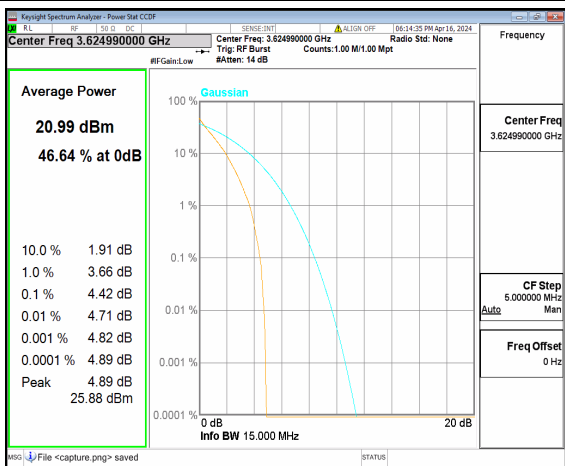 Keysight Spectrum Analyzer - Power Stat CCDF
RL RF 50 Ω DC SENSE:INT ALIGN OFF 06:14:35 PM Apr 16, 2024
Center Freq 3.624990000 GHz
Center Freq: 3.624990000 GHz Radio Std: None
Trig: RF Burst Counts:1.00 M/1.00 Mpt
#IFGain:Low #Atten: 14 dB
Average Power
20.99 dBm
46.64 % at 0dB
10.0 % 1.91 dB
1.0 % 3.66 dB
0.1 % 4.42 dB
0.01 % 4.71 dB
0.001 % 4.82 dB
0.0001 % 4.89 dB
Peak 4.89 dB
25.88 dBm
Gaussian
100 %
10 %
1 %
0.1 %
0.01 %
0.001 %
0.0001 %
0 dB 20 dB
Info BW 15.000 MHz
Frequency
Center Freq
3.624990000 GHz
CF Step
5.000000 MHz
Auto Man
Freq Offset
0 Hz
MSG File <capture.png> saved STATUS